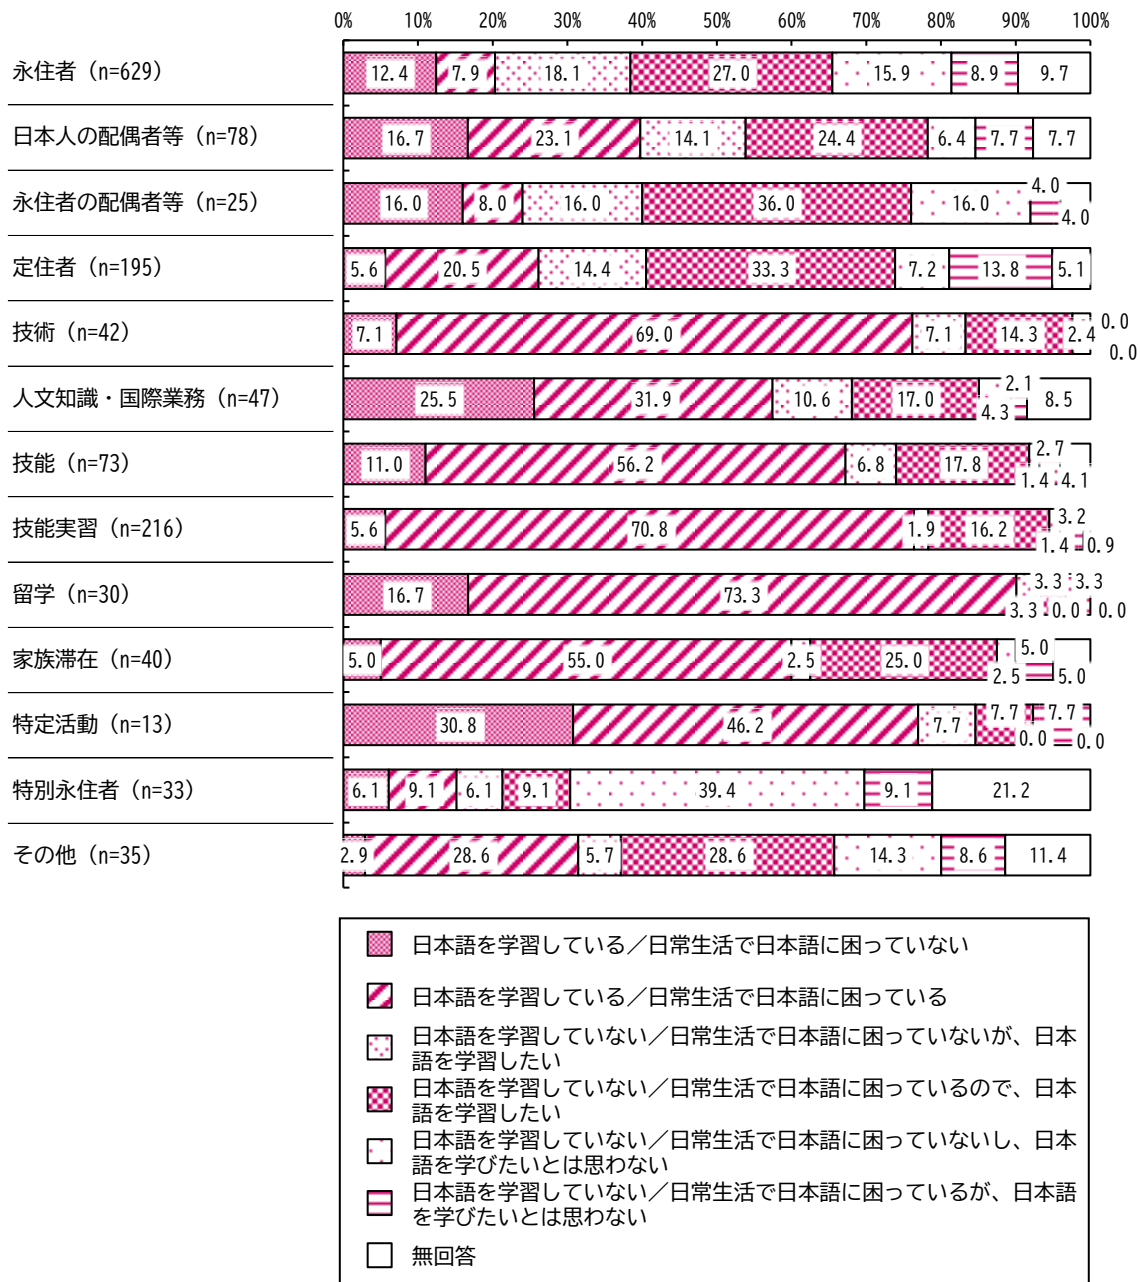 0% 10% 20% 30% 40% 50% 60% 70% 80% 90% 100%
永住者（n=629） 12.4 7.9 18.1 27.0 15.9 8.9 9.7
日本人の配偶者等（n=78） 16.7 23.1 14.1 24.4 6.4 7.7 7.7
永住者の配偶者等（n=25） 16.0 8.0 16.0 36.0 16.0 4.0 4.0
定住者（n=195） 5.6 20.5 14.4 33.3 7.2 13.8 5.1
技術（n=42） 7.1 69.0 7.1 14.3 2.4 0.0 0.0
人文知識・国際業務（n=47） 25.5 31.9 10.6 17.0 4.3 2.1 8.5
技能（n=73） 11.0 56.2 6.8 17.8 1.4 2.7 4.1
技能実習（n=216） 5.6 70.8 1.9 16.2 1.4 3.2 0.9
留学（n=30） 16.7 73.3 3.3 3.3 0.0 3.3 0.0
家族滞在（n=40） 5.0 55.0 2.5 25.0 2.5 5.0 5.0
特定活動（n=13） 30.8 46.2 7.7 7.7 0.0 7.7 0.0
特別永住者（n=33） 6.1 9.1 6.1 9.1 39.4 9.1 21.2
その他（n=35） 2.9 28.6 5.7 28.6 14.3 8.6 11.4
日本語を学習している／日常生活で日本語に困っていない
日本語を学習している／日常生活で日本語に困っている
日本語を学習していない／日常生活で日本語に困っていないが、日本
語を学習したい
日本語を学習していない／日常生活で日本語に困っているので、日本
語を学習したい
日本語を学習していない／日常生活で日本語に困っていないし、日本
語を学びたいとは思わない
日本語を学習していない／日常生活で日本語に困っているが、日本語
を学びたいとは思わない
無回答